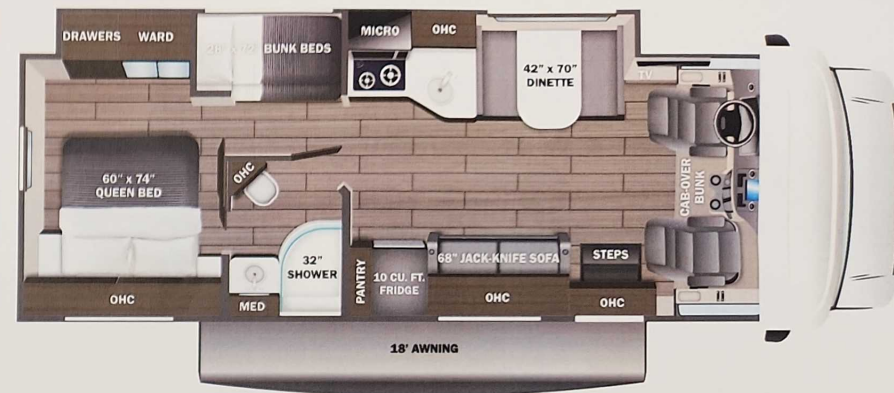 DRAWERS
WARD
BUNK BEDS
MICRO
OHC
42" x 70"
DINETTE
TV
60" x 74"
QUEEN BED
OHC
CAB-OVER
BUNK
32"
SHOWER
PANTRY
10 CU. FT.
FRIDGE
68" JACK-KNIFE SOFA
STEPS
OHC
MED
OHC
OHC
18' AWNING